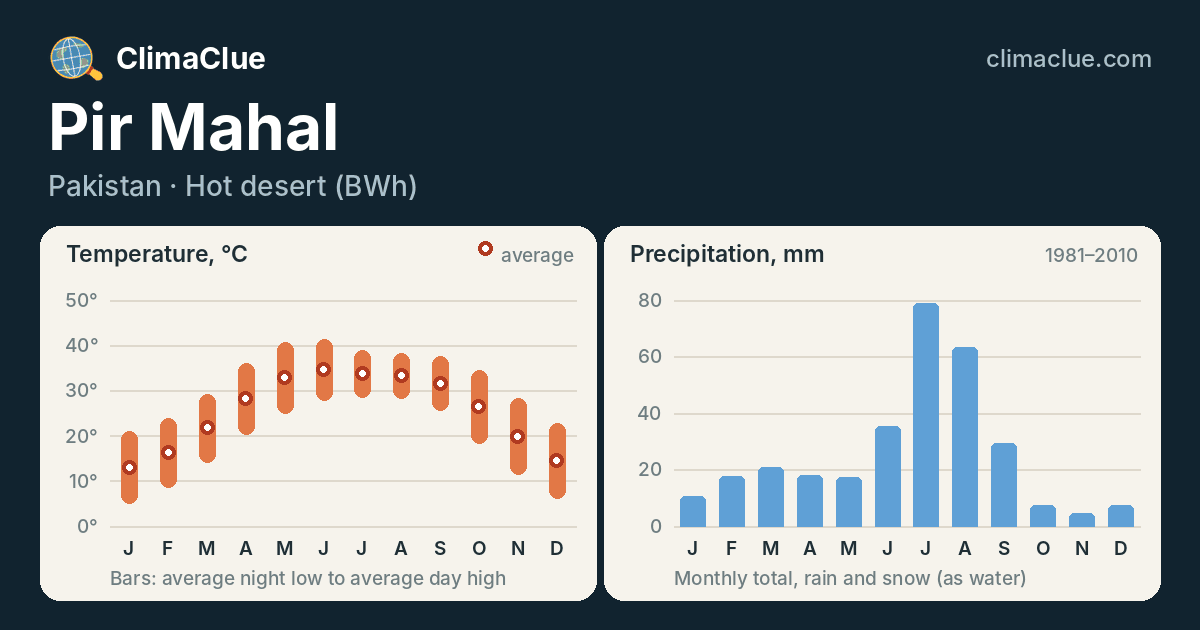 ClimaClue
climaclue.com
Pir Mahal
Pakistan · Hot desert (BWh)
Temperature, °C
average
50°
40°
30°
20°
10°
0°
J F M A M J J A S O N D
Bars: average night low to average day high
Precipitation, mm
1981–2010
80
60
40
20
0
J F M A M J J A S O N D
Monthly total, rain and snow (as water)